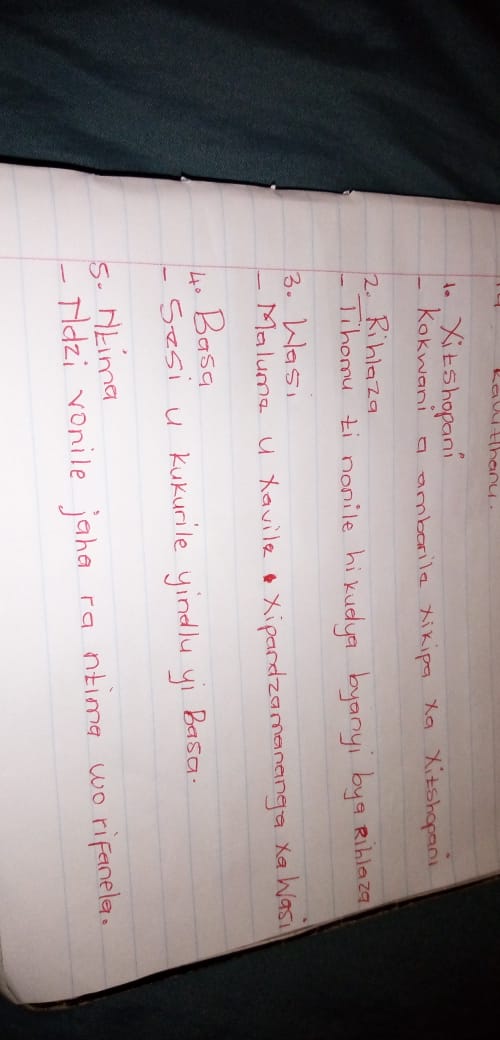 kavutlhanu.
1. Xitshopani
- kokwani a ambarile xikipa xa Xitshopani
2. Rihlaza
- Tihomu ti nonile hi kudya byanyi bya Rihlaza
3. Wasi
- Maluma u xavile xipandzamananga xa Wasi
4. Basa
- Sesi u kukurile yindlu yi Basa.
5. Ntima
- Ndzi vonile jaha ra ntima wo rifanela.